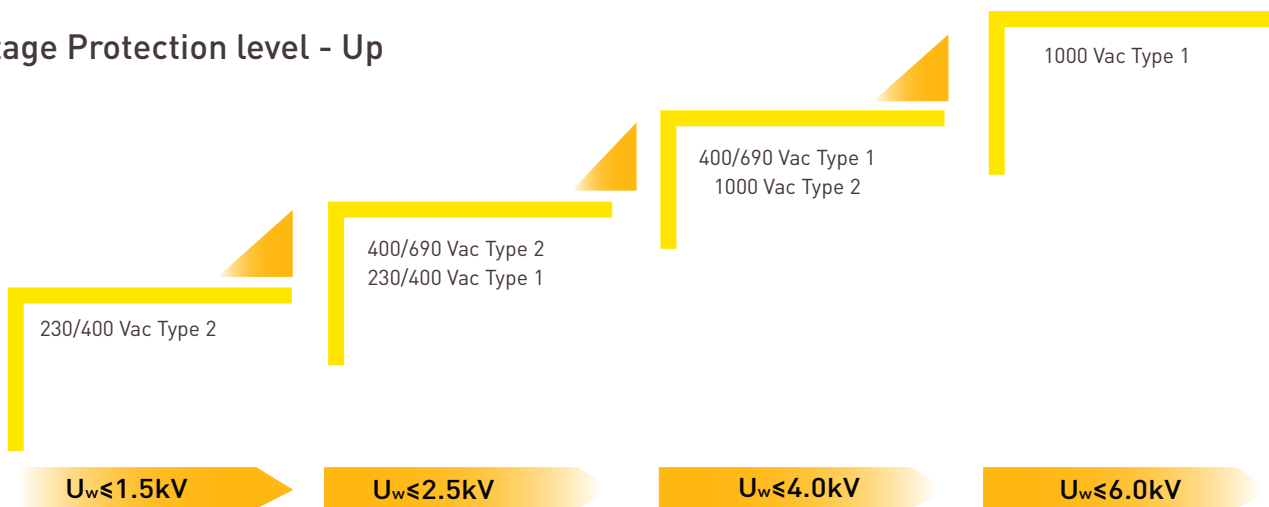 Protection level - Up
1000 Vac Type 1
400/690 Vac Type 1
1000 Vac Type 2
400/690 Vac Type 2
230/400 Vac Type 1
230/400 Vac Type 2
Uw≤1.5kV
Uw≤2.5kV
Uw≤4.0kV
Uw≤6.0kV